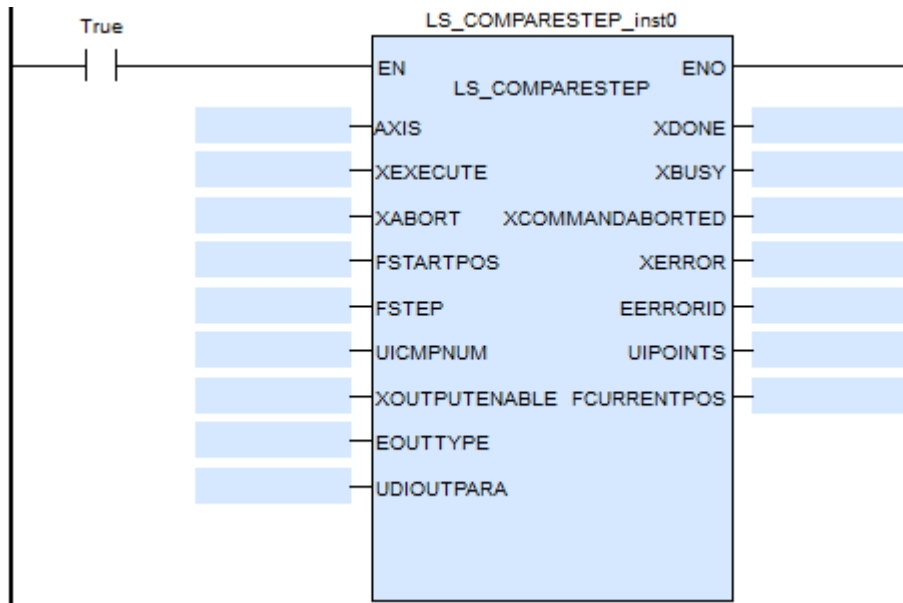 LS_COMPARESTEP_inst0
True
EN ENO
LS_COMPARESTEP
AXIS XDONE
XEXECUTE XBUSY
XABORT XCOMMANDABORTED
FSTARTPOS XERROR
FSTEP EERRORID
UICMPNUM UIPOINTS
XOUTPUTENABLE FCURRENTPOS
EOUTTYPE
UDIOUTPARA